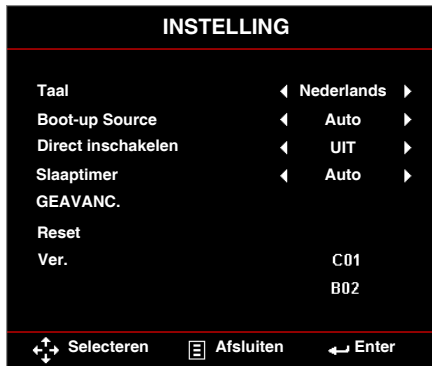 INSTELLING
Taal Nederlands
Boot-up Source Auto
Direct inschakelen UIT
Slaaptimer Auto
GEAVANC.
Reset
Ver. C01
B02
Selecteren Afsluiten Enter